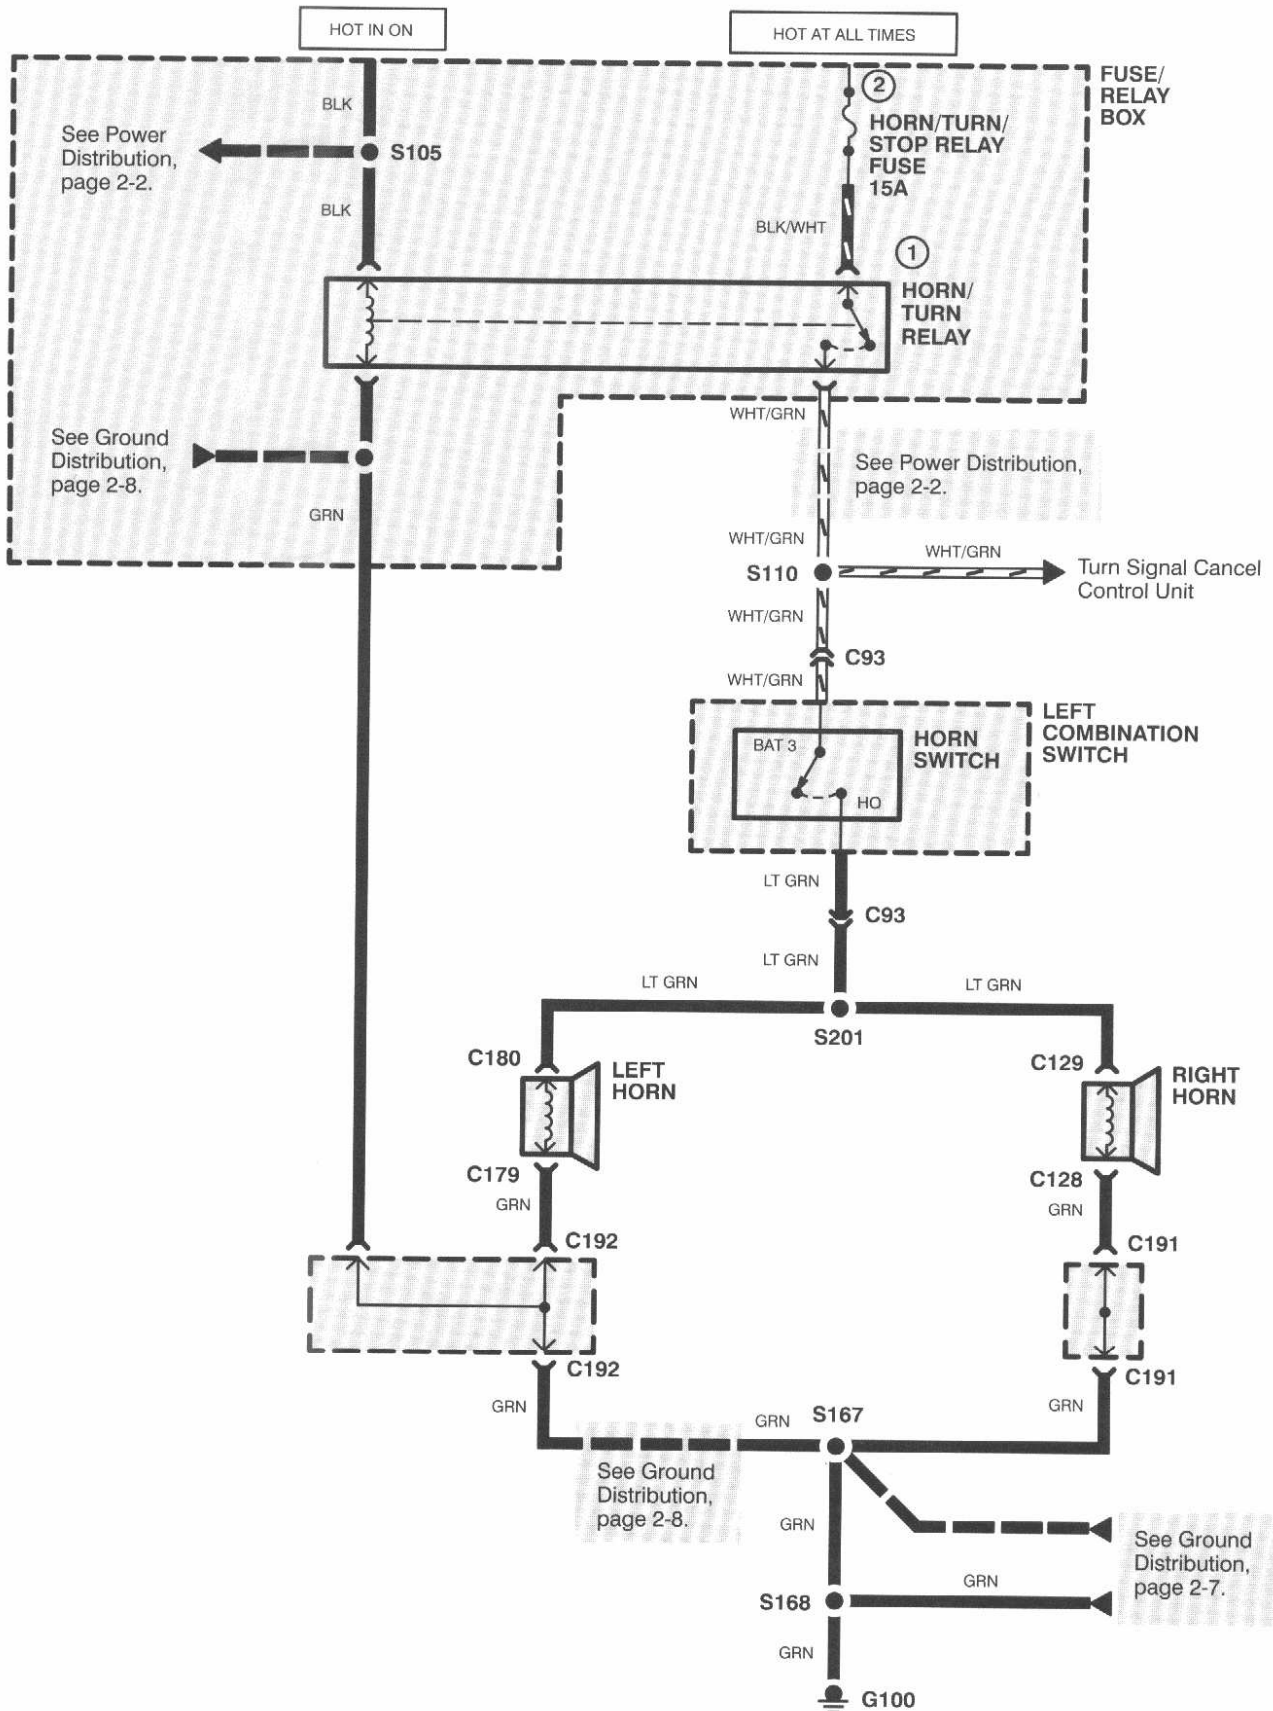 HOT IN ON
HOT AT ALL TIMES
FUSE/
RELAY
BOX
BLK
2
HORN/TURN/
STOP RELAY
FUSE
15A
See Power
Distribution,
page 2-2.
S105
BLK
BLK/WHT
1
HORN/
TURN
RELAY
WHT/GRN
See Ground
Distribution,
page 2-8.
See Power Distribution,
page 2-2.
GRN
WHT/GRN
WHT/GRN
S110
Turn Signal Cancel
Control Unit
WHT/GRN
C93
WHT/GRN
LEFT
COMBINATION
SWITCH
BAT 3
HORN
SWITCH
HO
LT GRN
C93
LT GRN
LT GRN
LT GRN
S201
C180
LEFT
HORN
C129
RIGHT
HORN
C179
C128
GRN
GRN
C192
C191
C192
C191
GRN
GRN
GRN
S167
See Ground
Distribution,
page 2-8.
GRN
See Ground
Distribution,
page 2-7.
GRN
S168
GRN
G100